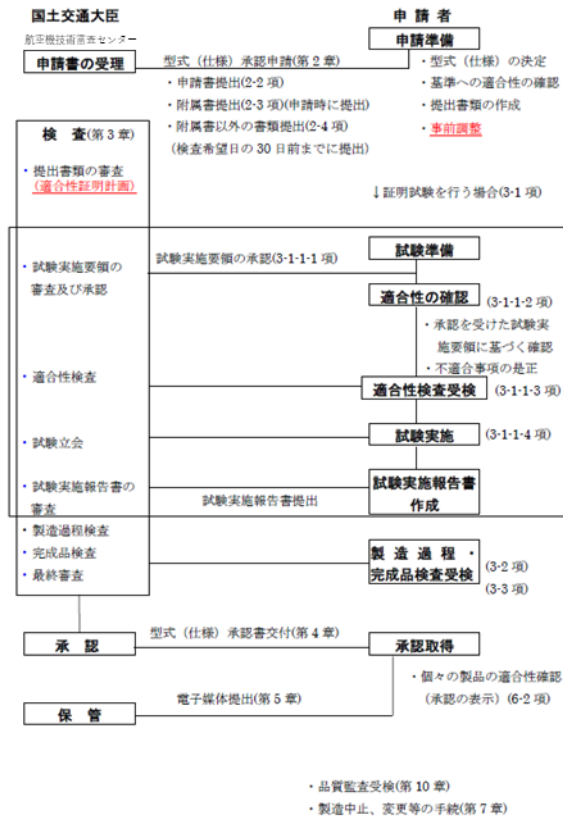 国土交通大臣
申 請 者
航空機技術審査センター
申請書の受理
型式（仕様）承認申請(第２章)
申請準備
・申請書提出(2-2 項)
・附属書提出(2-3 項)(申請時に提出)
・附属書以外の書類提出(2-4 項)
(検査希望日の 30 日前までに提出)
・型式（仕様）の決定
・基準への適合性の確認
・提出書類の作成
・事前調整
検 査(第３章)
・提出書類の審査
(適合性証明計画)
↓証明試験を行う場合(3-1 項)
・試験実施要領の
審査及び承認
試験実施要領の承認(3-1-1-1 項)
試験準備
適合性の確認
(3-1-1-2 項)
・承認を受けた試験実
施要領に基づく確認
・不適合事項の是正
・適合性検査
適合性検査受検
(3-1-1-3 項)
・試験立会
試験実施
(3-1-1-4 項)
・試験実施報告書の
審査
試験実施報告書提出
試験実施報告書
作成
・製造過程検査
・完成品検査
・最終審査
製 造 過 程 ・
完成品検査受検
(3-2 項)
(3-3 項)
承 認
型式（仕様）承認書交付(第４章)
承認取得
・個々の製品の適合性確認
(承認の表示）(6-2 項)
電子媒体提出(第５章)
保 管
・品質監査受検(第 10 章)
・製造中止、変更等の手続(第７章)